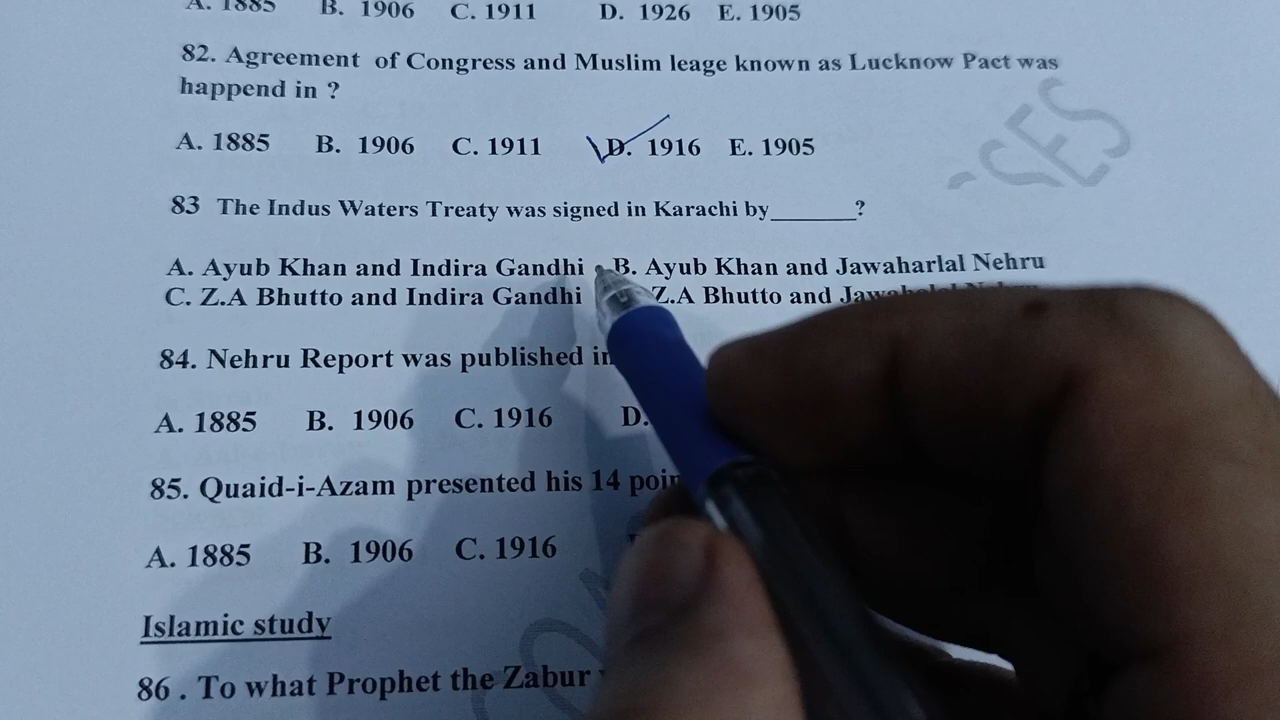 A. 1885 B. 1906 C. 1911 D. 1926 E. 1905
82. Agreement of Congress and Muslim leage known as Lucknow Pact was
happend in ?
A. 1885 B. 1906 C. 1911 D. 1916 E. 1905
83 The Indus Waters Treaty was signed in Karachi by_______?
A. Ayub Khan and Indira Gandhi B. Ayub Khan and Jawaharlal Nehru
C. Z.A Bhutto and Indira Gandhi Z.A Bhutto and
84. Nehru Report was published in
A. 1885 B. 1906 C. 1916 D.
85. Quaid-i-Azam presented his 14
A. 1885 B. 1906 C. 1916
Islamic study
86 . To what Prophet the Zabur